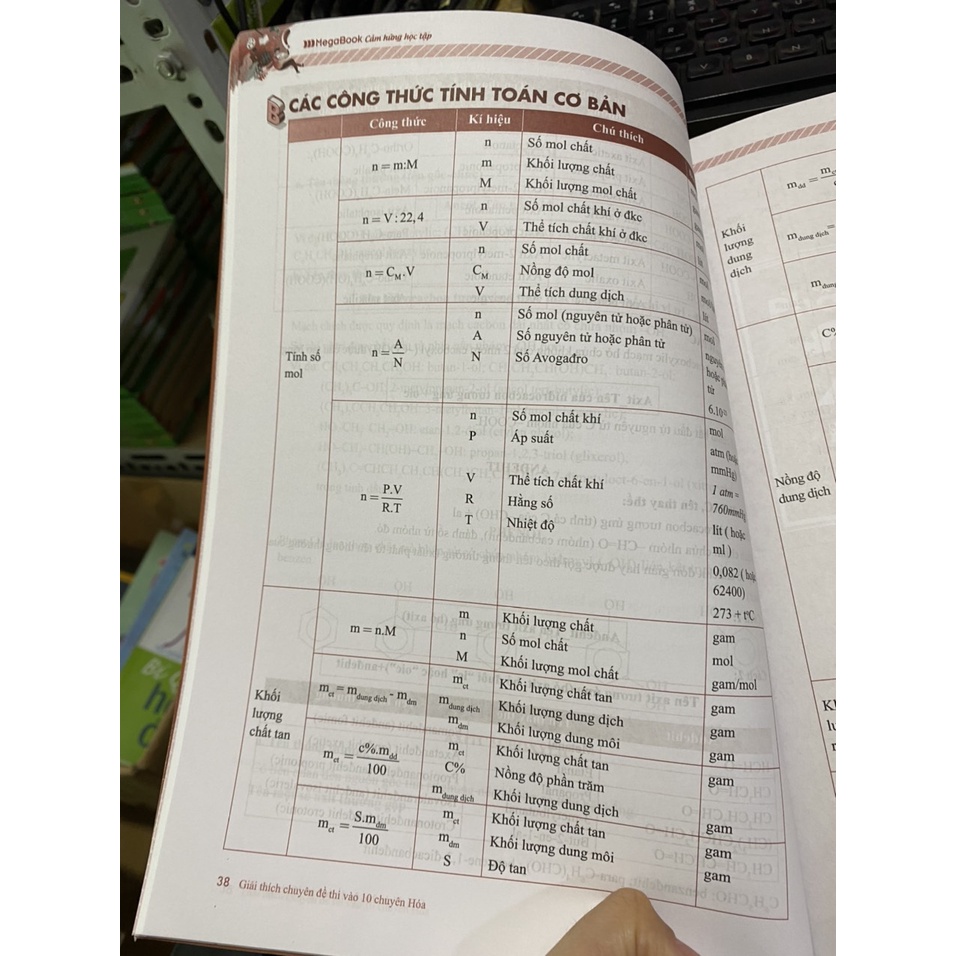 MegaBook Cảm hứng học tập
B CÁC CÔNG THỨC TÍNH TOÁN CƠ BẢN
Công thức Kí hiệu Chú thích
Tính số
mol
n = m:M
n Số mol chất
m Khối lượng chất
M Khối lượng mol chất
n = V : 22,4
n Số mol chất khí ở đkc
V Thể tích chất khí ở đkc
n = C_M.V
n Số mol chất
C_M Nồng độ mol
V Thể tích dung dịch lít
n = A/N
n Số mol (nguyên tử hoặc phân tử) mol
A Số nguyên tử hoặc phân tử
N Số Avogadro
tử
n = P.V/R.T
n Số mol chất khí mol
P Áp suất atm
mmHg)
1 atm =
760mmHg
V Thể tích chất khí lít ( hoặc
ml )
R Hằng số 0,082 ( hoặc
62400)
T Nhiệt độ 273 + t°C
Khối
lượng
chất tan
m = n.M
m Khối lượng chất gam
n Số mol chất mol
M Khối lượng mol chất gam/mol
m_ct = m_dung dịch - m_dm
m_ct Khối lượng chất tan gam
m_dung dịch Khối lượng dung dịch gam
m_dm Khối lượng dung môi gam
m_ct = c%.m_dd/100
m_ct Khối lượng chất tan gam
C% Nồng độ phần trăm
m_dung dịch Khối lượng dung dịch gam
m_ct = S.m_dm/100
m_ct Khối lượng chất tan gam
m_dm Khối lượng dung môi gam
S Độ tan
38 Giải thích chuyên đề thi vào 10 chuyên Hóa
Khối
lượng
dung
dịch
m_dd =
m_dung dịch =
Nồng độ
dung dịch